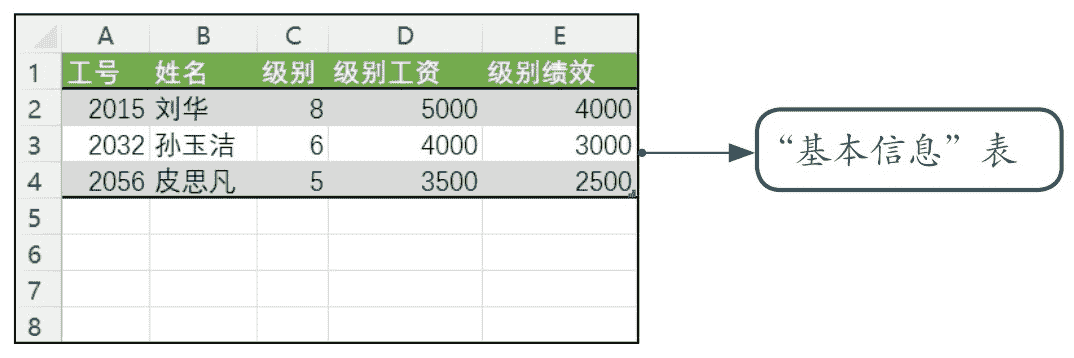 A B C D E
1 工号 姓名 级别 级别工资 级别绩效
2 2015 刘华 8 5000 4000
3 2032 孙玉洁 6 4000 3000
4 2056 皮思凡 5 3500 2500
5
6
7
8
“基本信息”表